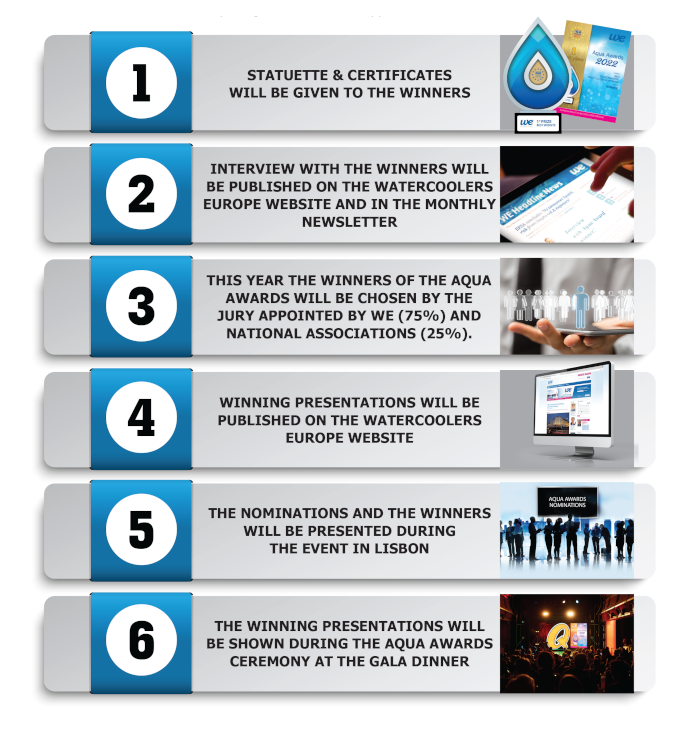 1
STATUETTE & CERTIFICATES
WILL BE GIVEN TO THE WINNERS
we
Aqua Awards
2022
we 1st PRIZE
2
INTERVIEW WITH THE WINNERS WILL
BE PUBLISHED ON THE WATERCOOLERS
EUROPE WEBSITE AND IN THE MONTHLY
NEWSLETTER
we
WE Headline News
3
THIS YEAR THE WINNERS OF THE AQUA
AWARDS WILL BE CHOSEN BY THE
JURY APPOINTED BY WE (75%) AND
NATIONAL ASSOCIATIONS (25%).
4
WINNING PRESENTATIONS WILL BE
PUBLISHED ON THE WATERCOOLERS
EUROPE WEBSITE
5
THE NOMINATIONS AND THE WINNERS
WILL BE PRESENTED DURING
THE EVENT IN LISBON
AQUA AWARDS
NOMINATIONS
6
THE WINNING PRESENTATIONS WILL
BE SHOWN DURING THE AQUA AWARDS
CEREMONY AT THE GALA DINNER